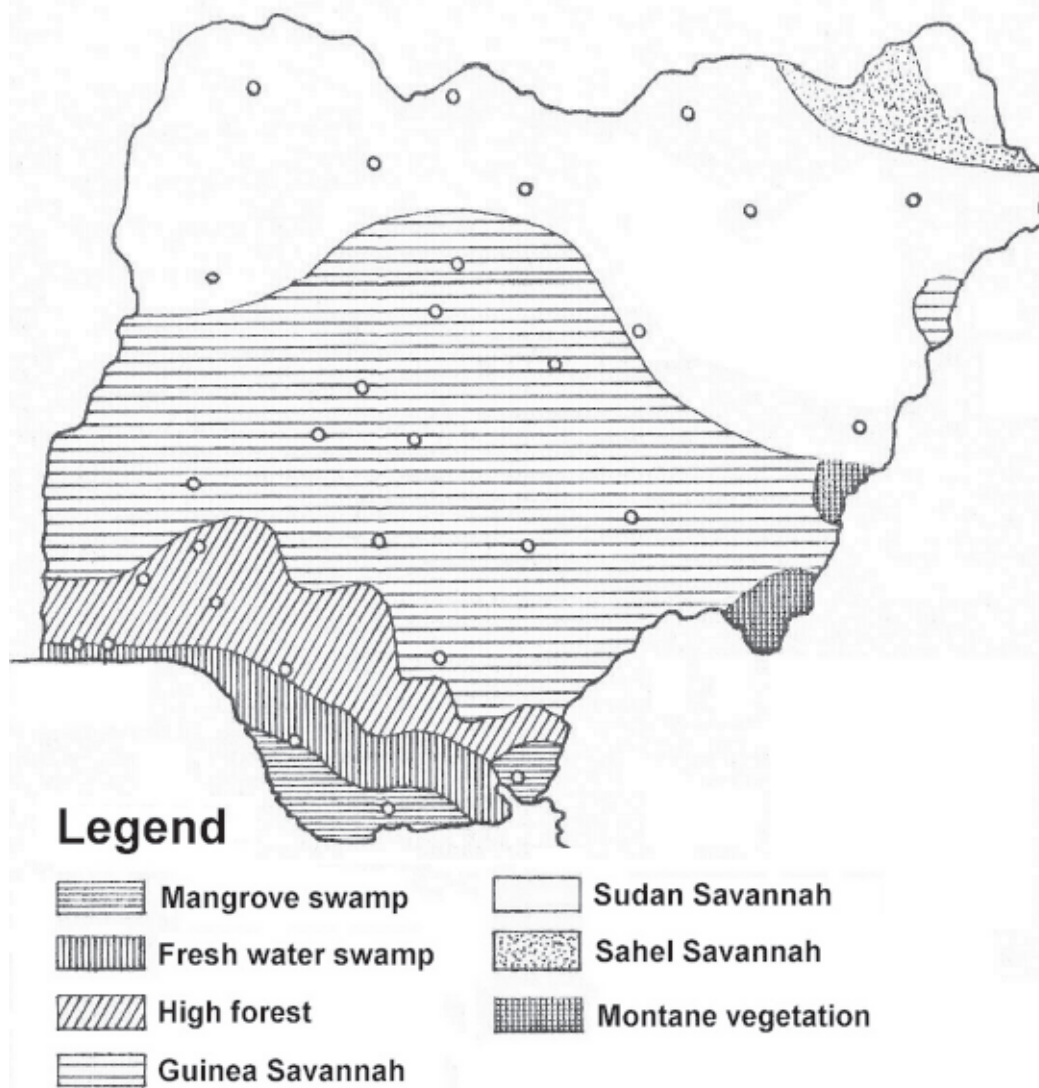 Legend
Mangrove swamp
Fresh water swamp
High forest
Guinea Savannah
Sudan Savannah
Sahel Savannah
Montane vegetation